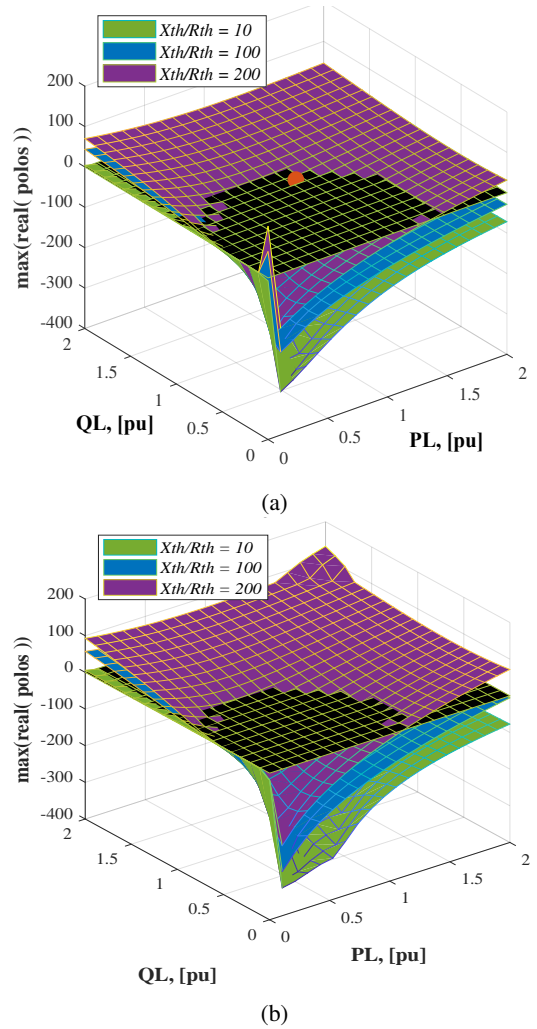 Xth/Rth = 10
Xth/Rth = 100
Xth/Rth = 200
max(real( polos ))
200
100
0
-100
-200
-300
-400
2
1.5
1
0.5
0
QL, [pu]
0
0.5
1
1.5
2
PL, [pu]
(a)
Xth/Rth = 10
Xth/Rth = 100
Xth/Rth = 200
max(real( polos ))
200
100
0
-100
-200
-300
-400
2
1.5
1
0.5
0
QL, [pu]
0
0.5
1
1.5
2
PL, [pu]
(b)